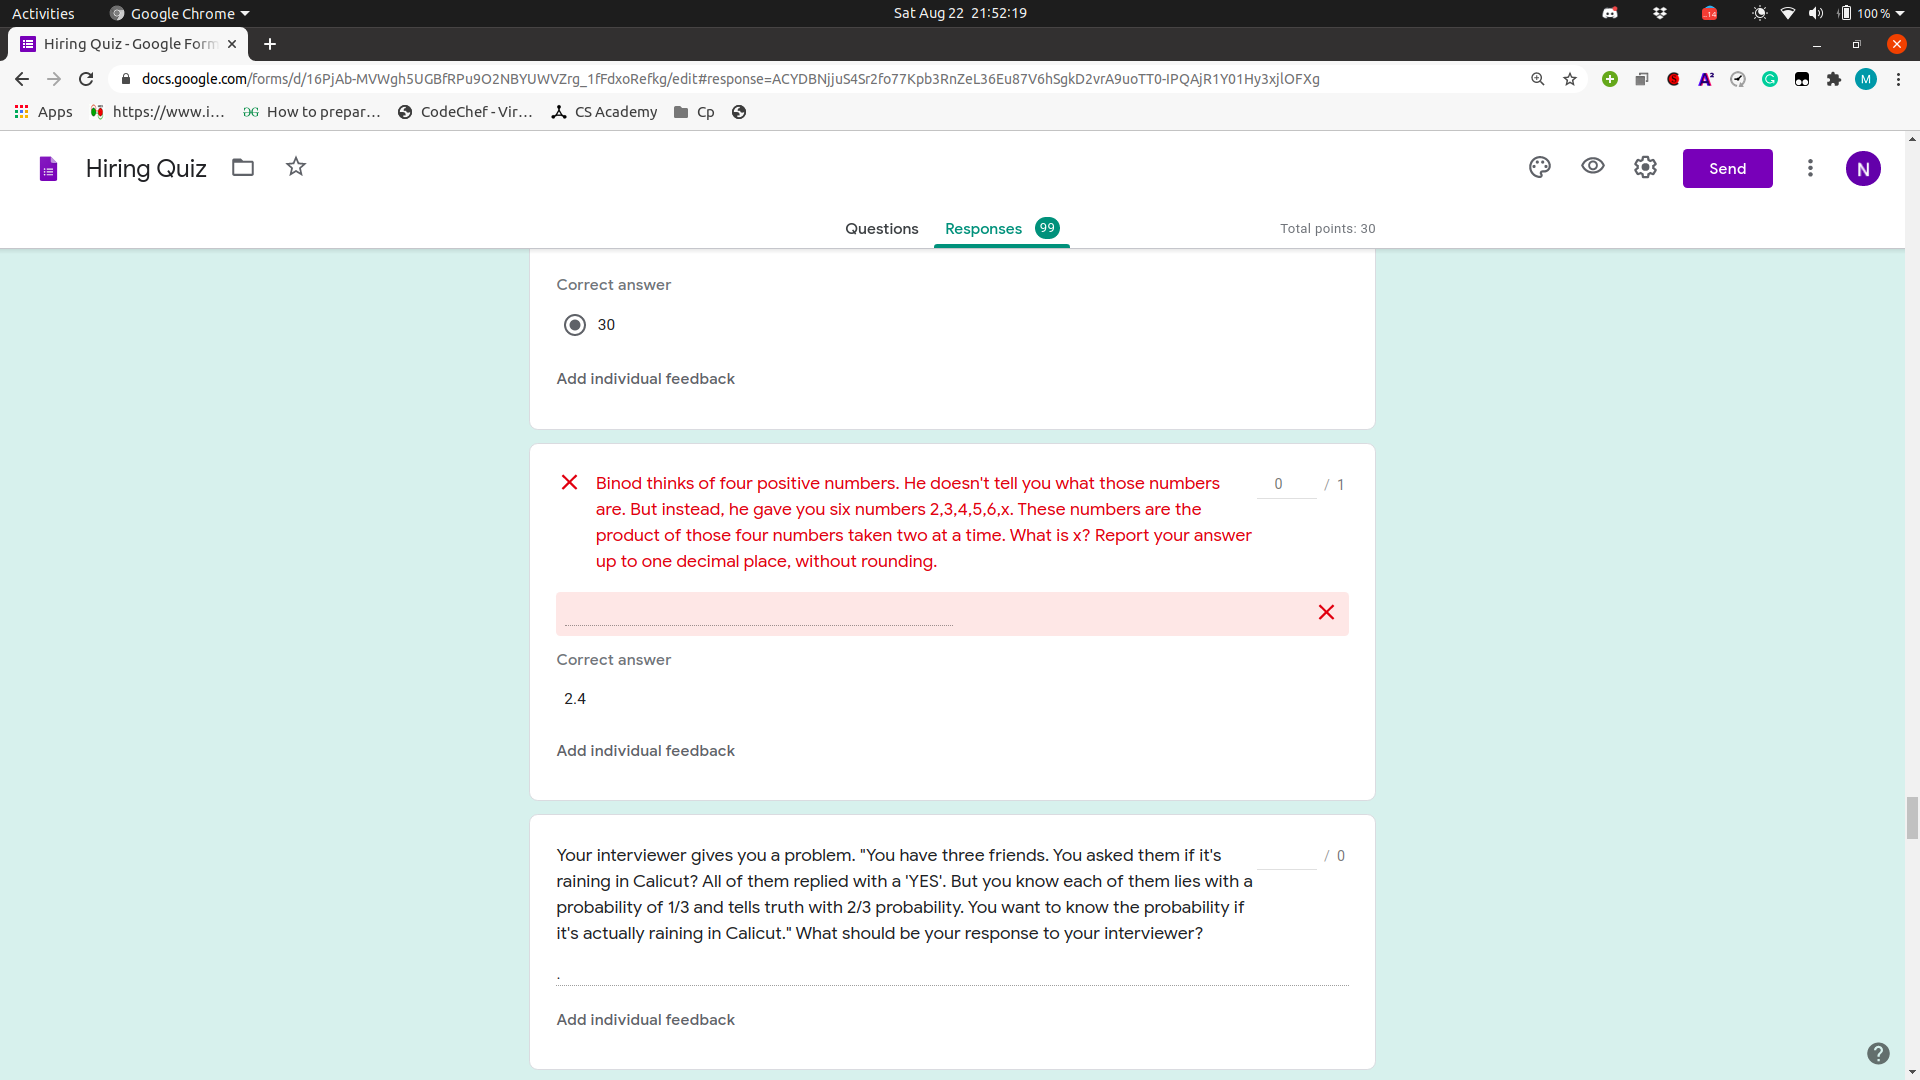 Activities
Google Chrome
Sat Aug 22 21:52:19
14
100 %
Hiring Quiz - Google Form
docs.google.com/forms/d/16PjAb-MVWgh5UGBfRPu9O2NBYUWVZrg_1fFdxoRefkg/edit#response=ACYDBNjjuS4Sr2fo77Kpb3RnZeL36Eu87V6hSgkD2vrA9uoTT0-IPQAjR1Y01Hy3xjlOFXg
M
Apps
https://www.i...
How to prepar...
CodeChef - Vir...
CS Academy
Cp
Hiring Quiz
Send
N
Questions
Responses
99
Total points: 30
Correct answer
30
Add individual feedback
Binod thinks of four positive numbers. He doesn't tell you what those numbers
0 / 1
are. But instead, he gave you six numbers 2,3,4,5,6,x. These numbers are the
product of those four numbers taken two at a time. What is x? Report your answer
up to one decimal place, without rounding.
Correct answer
2.4
Add individual feedback
Your interviewer gives you a problem. "You have three friends. You asked them if it's
/ 0
raining in Calicut? All of them replied with a 'YES'. But you know each of them lies with a
probability of 1/3 and tells truth with 2/3 probability. You want to know the probability if
it's actually raining in Calicut." What should be your response to your interviewer?
.
Add individual feedback